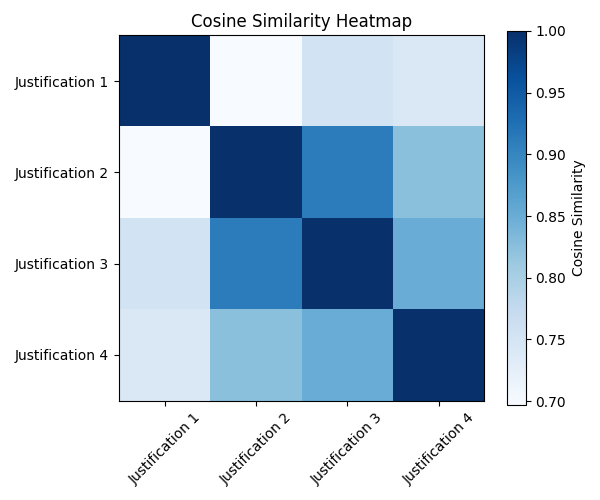 Cosine Similarity Heatmap
Justification 1
Justification 2
Justification 3
Justification 4
Justification 1
Justification 2
Justification 3
Justification 4
1.00
0.95
0.90
0.85
0.80
0.75
0.70
Cosine Similarity